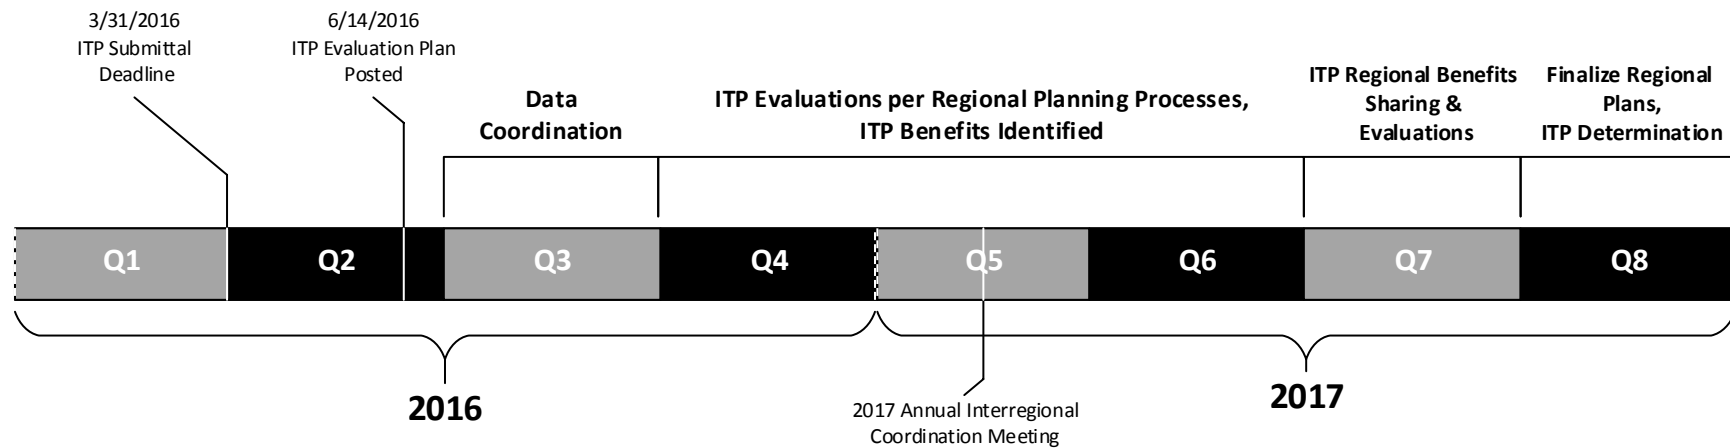 3/31/2016
ITP Submittal
Deadline
6/14/2016
ITP Evaluation Plan
Posted
Data
Coordination
ITP Evaluations per Regional Planning Processes,
ITP Benefits Identified
ITP Regional Benefits
Sharing &
Evaluations
Finalize Regional
Plans,
ITP Determination
Q1
Q2
Q3
Q4
Q5
Q6
Q7
Q8
2016
2017 Annual Interregional
Coordination Meeting
2017